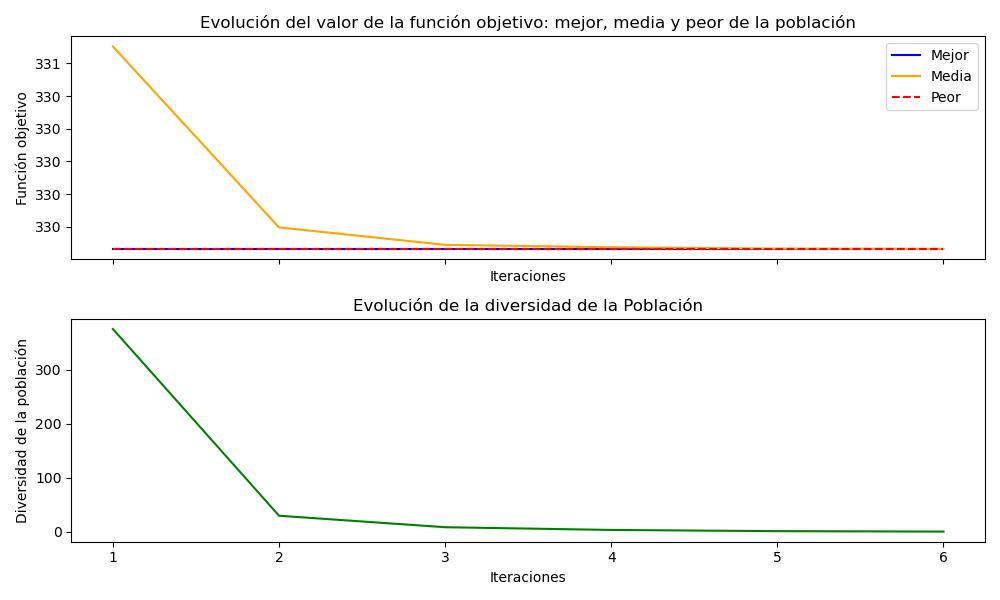 Evolución del valor de la función objetivo: mejor, media y peor de la población
Función objetivo
331
330
330
330
330
330
Mejor
Media
Peor
Iteraciones
Evolución de la diversidad de la Población
Diversidad de la población
300
200
100
0
1 2 3 4 5 6
Iteraciones